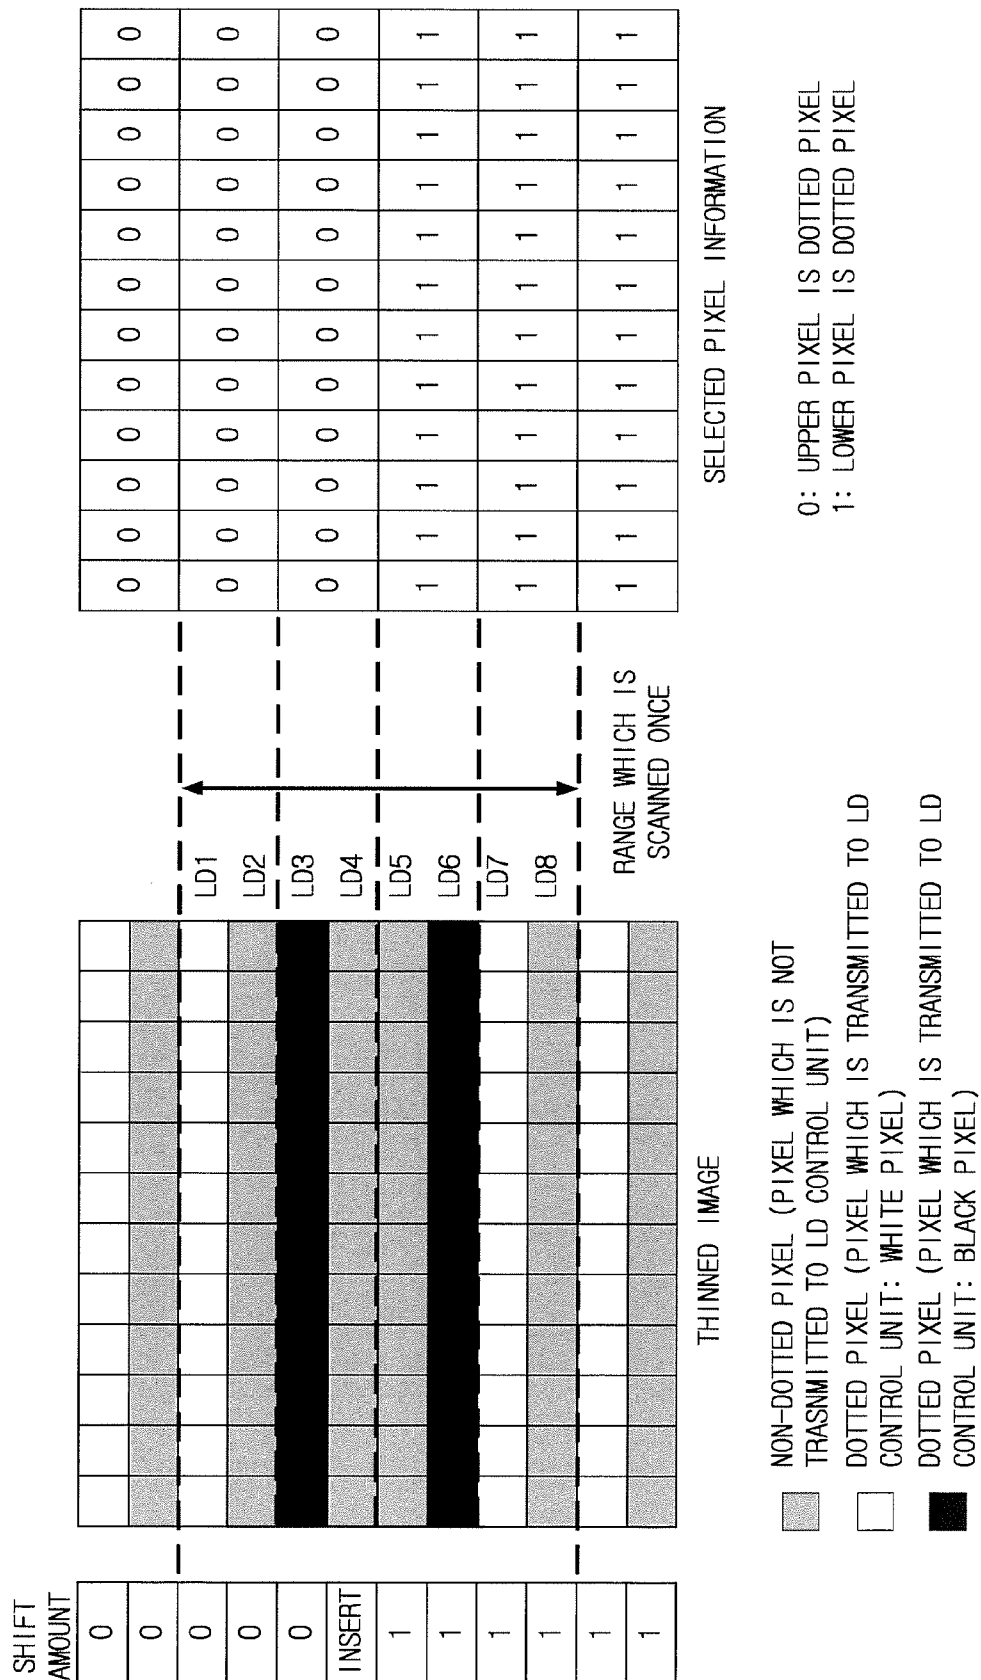 SHIFT
AMOUNT
0
0
0
0
0
INSERT
1
1
1
1
1
1
LD1
LD2
LD3
LD4
LD5
LD6
LD7
LD8
RANGE WHICH IS
SCANNED ONCE
THINNED IMAGE
0 0 0 0 0 0 0 0 0 0 0 0
0 0 0 0 0 0 0 0 0 0 0 0
0 0 0 0 0 0 0 0 0 0 0 0
1 1 1 1 1 1 1 1 1 1 1 1
1 1 1 1 1 1 1 1 1 1 1 1
1 1 1 1 1 1 1 1 1 1 1 1
SELECTED PIXEL INFORMATION
NON-DOTTED PIXEL (PIXEL WHICH IS NOT
TRASNMITTED TO LD CONTROL UNIT)
DOTTED PIXEL (PIXEL WHICH IS TRANSMITTED TO LD
CONTROL UNIT: WHITE PIXEL)
DOTTED PIXEL (PIXEL WHICH IS TRANSMITTED TO LD
CONTROL UNIT: BLACK PIXEL)
0: UPPER PIXEL IS DOTTED PIXEL
1: LOWER PIXEL IS DOTTED PIXEL